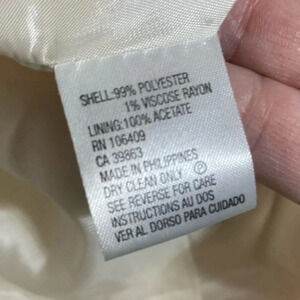 SHELL:99% POLYESTER
1% VISCOSE RAYON
LINING:100% ACETATE
RN 106409
CA 39863
MADE IN PHILIPPINES
DRY CLEAN ONLY Ⓟ
SEE REVERSE FOR CARE
INSTRUCTIONS AU DOS
VER AL DORSO PARA CUIDADO